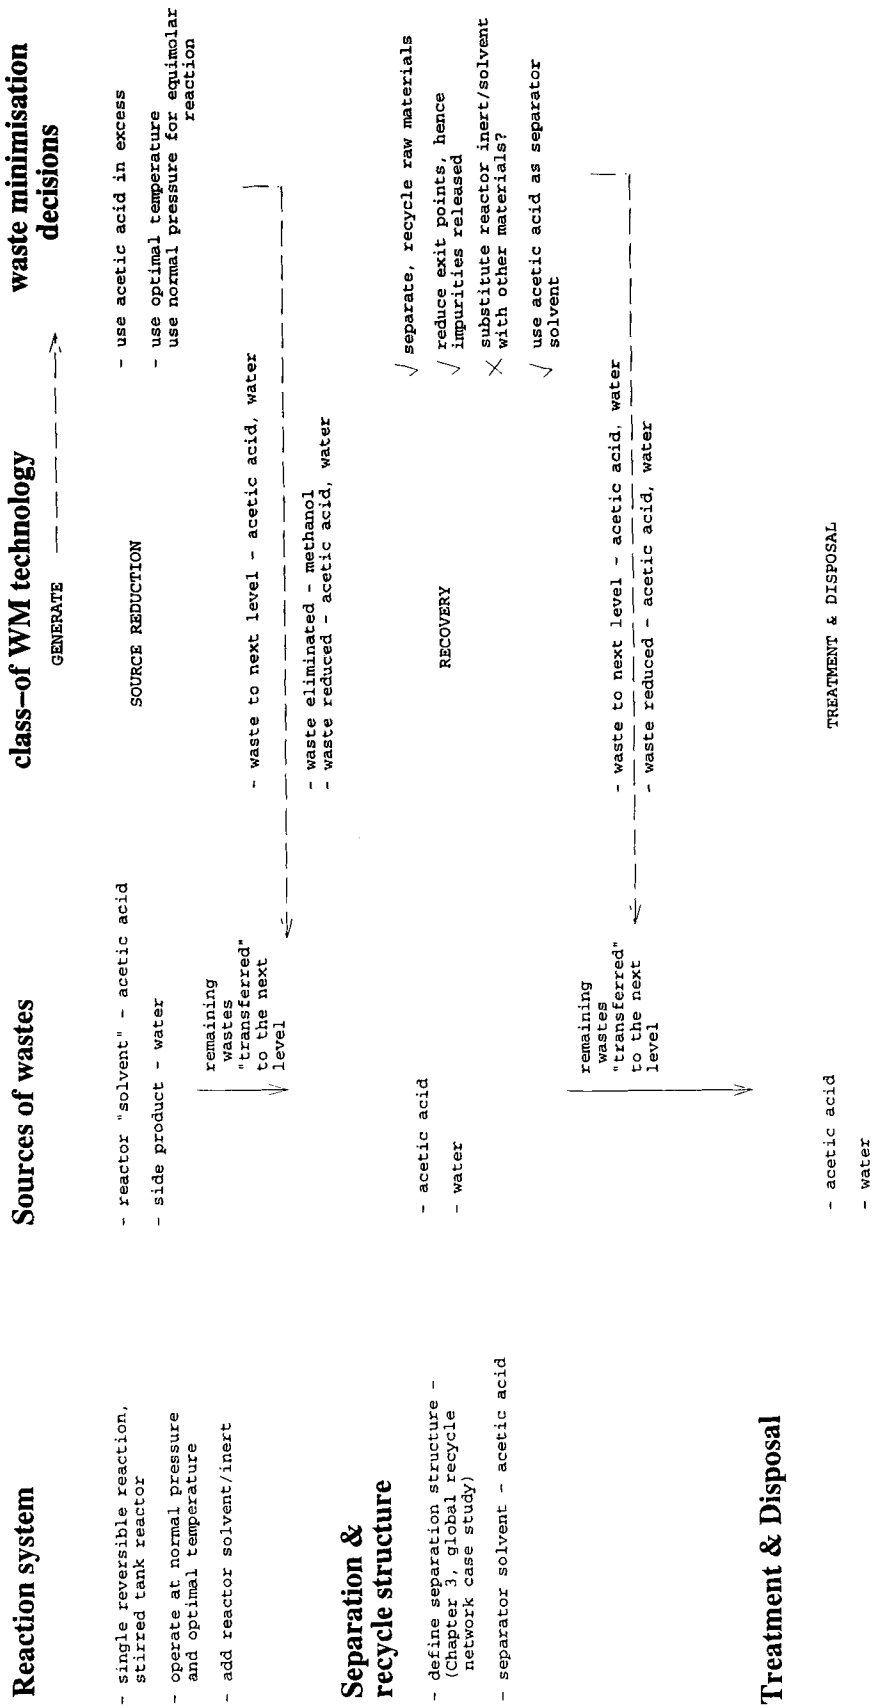 Reaction system
- single reversible reaction,
stirred tank reactor
- operate at normal pressure
and optimal temperature
- add reactor solvent/inert
Sources of wastes
- reactor "solvent" - acetic acid
- side product - water
remaining
wastes
"transferred"
to the next
level
class-of WM technology
GENERATE
SOURCE REDUCTION
- waste to next level - acetic acid, water
- waste eliminated - methanol
- waste reduced - acetic acid, water
waste minimisation
decisions
- use acetic acid in excess
- use optimal temperature
use normal pressure for equimolar
reaction
Separation &
recycle structure
- define separation structure -
(Chapter 3, global recycle
network case study)
- separator solvent - acetic acid
- acetic acid
- water
remaining
wastes
"transferred"
to the next
level
RECOVERY
- waste to next level - acetic acid, water
- waste reduced - acetic acid, water
√ separate, recycle raw materials
√ reduce exit points, hence
impurities released
X substitute reactor inert/solvent
with other materials?
√ use acetic acid as separator
solvent
Treatment & Disposal
- acetic acid
- water
TREATMENT & DISPOSAL